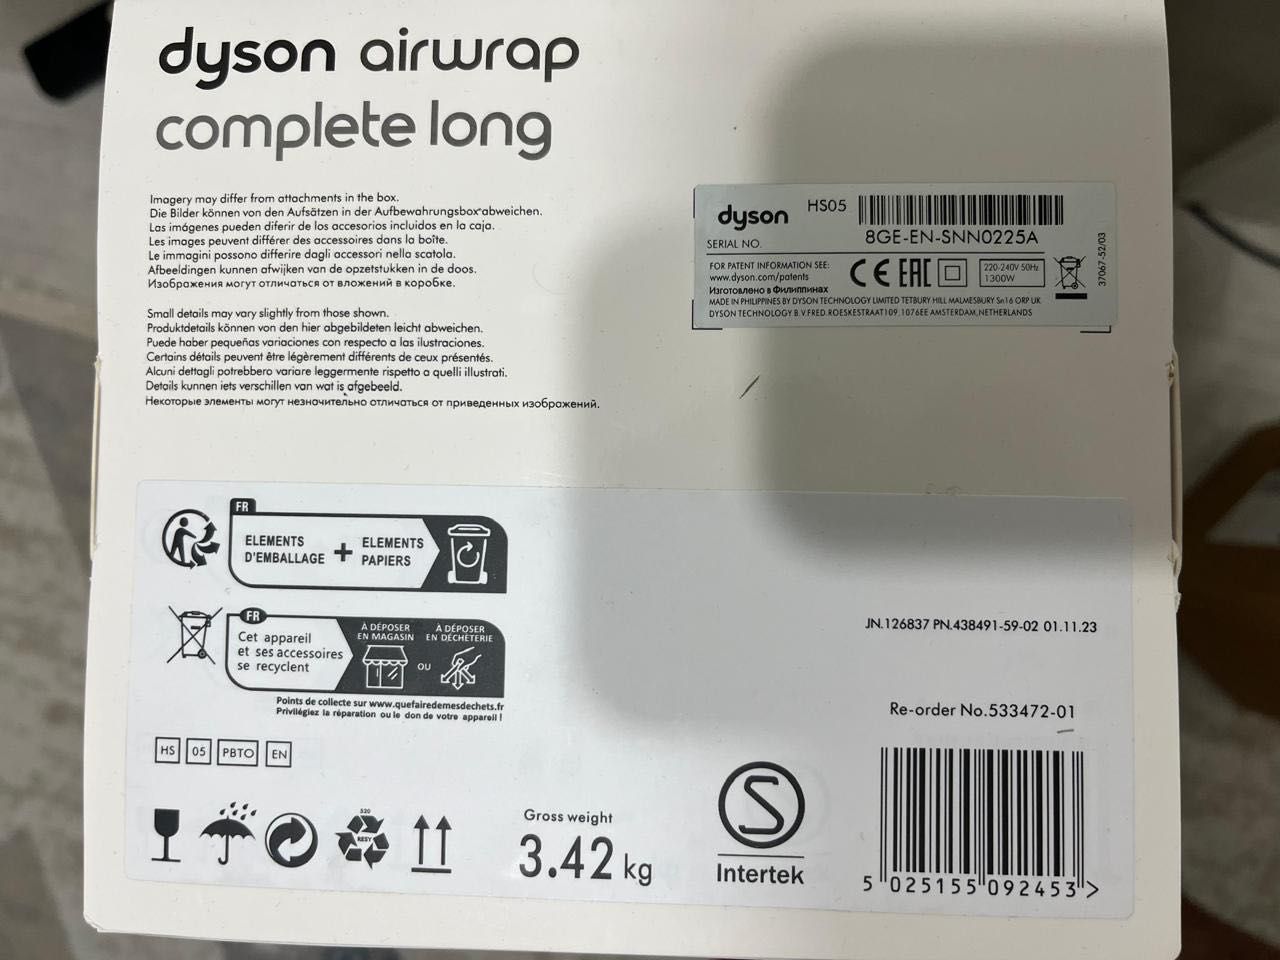 dyson airwrap
complete long
Imagery may differ from attachments in the box.
Die Bilder können von den Aufsätzen in der Aufbewahrungsbox abweichen.
Las imágenes pueden diferir de los accesorios incluidos en la caja.
Les images peuvent différer des accessoires dans la boîte.
Le immagini possono differire dagli accessori nella scatola.
Afbeeldingen kunnen afwijken van de opzetstukken in de doos.
Изображения могут отличаться от вложений в коробке.
Small details may vary slightly from those shown.
Produktdetails können von den hier abgebildeten leicht abweichen.
Puede haber pequeñas variaciones con respecto a las ilustraciones.
Certains détails peuvent être légèrement différents de ceux présentés.
Alcuni dettagli potrebbero variare leggermente rispetto a quelli illustrati.
Details kunnen iets verschillen van wat is afgebeeld.
Некоторые элементы могут незначительно отличаться от приведенных изображений.
dyson HS05
SERIAL NO. 8GE-EN-SNN0225A
FOR PATENT INFORMATION SEE:
www.dyson.com/patents
Изготовлено в Филиппинах
CE EAC
220-240V 50Hz
1300W
MADE IN PHILIPPINES BY DYSON TECHNOLOGY LIMITED TETBURY HILL MALMESBURY Sn16 ORP UK
DYSON TECHNOLOGY B.V.FRED.ROESKESTRAAT109,1076EE AMSTERDAM,NETHERLANDS
37067-52/03
FR
ELEMENTS
D'EMBALLAGE + ELEMENTS
PAPIERS
FR
Cet appareil
et ses accessoires
se recyclent
À DÉPOSER
EN MAGASIN
OU
À DÉPOSER
EN DÉCHÈTERIE
Points de collecte sur www.quefairedemesdechets.fr
Privilégiez la réparation ou le don de votre appareil !
JN.126837 PN.438491-59-02 01.11.23
Re-order No.533472-01
HS 05 PBTO EN
520
RESY
Gross weight
3.42 kg
S
Intertek
5 025155 092453 >